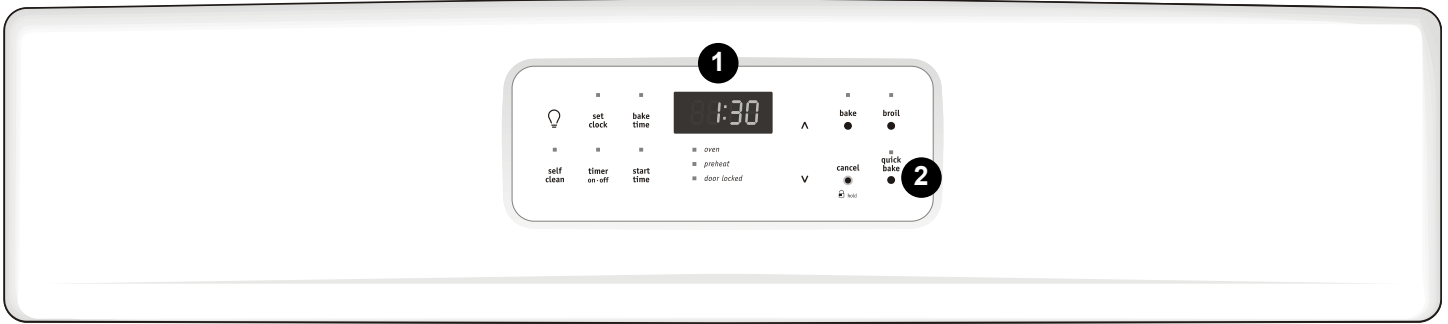 1
1:30
set
clock
bake
time
bake
broil
oven
preheat
door locked
self
clean
timer
on·off
start
time
cancel
hold
quick
bake
2